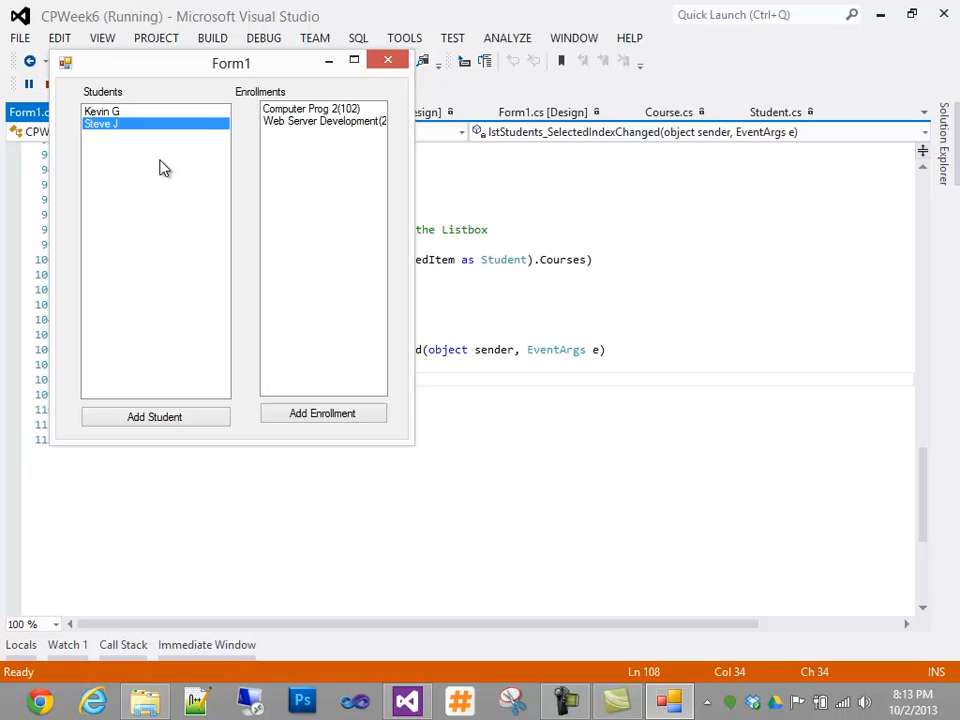 CPWeek6 (Running) - Microsoft Visual Studio
Quick Launch (Ctrl+Q)
FILE EDIT VIEW PROJECT BUILD DEBUG TEAM SQL TOOLS TEST ANALYZE WINDOW HELP
Form1
Students
Enrollments
Kevin G
Steve J
Computer Prog 2(102)
Web Server Development(2
Add Student
Add Enrollment
Form1.c
esign]
Form1.cs [Design]
Course.cs
Student.cs
CPW
lstStudents_SelectedIndexChanged(object sender, EventArgs e)
Solution Explorer
the Listbox
edItem as Student).Courses)
d(object sender, EventArgs e)
100 %
Locals Watch 1 Call Stack Immediate Window
Ready
Ln 108
Col 34
Ch 34
INS
Ps
8:13 PM
10/2/2013